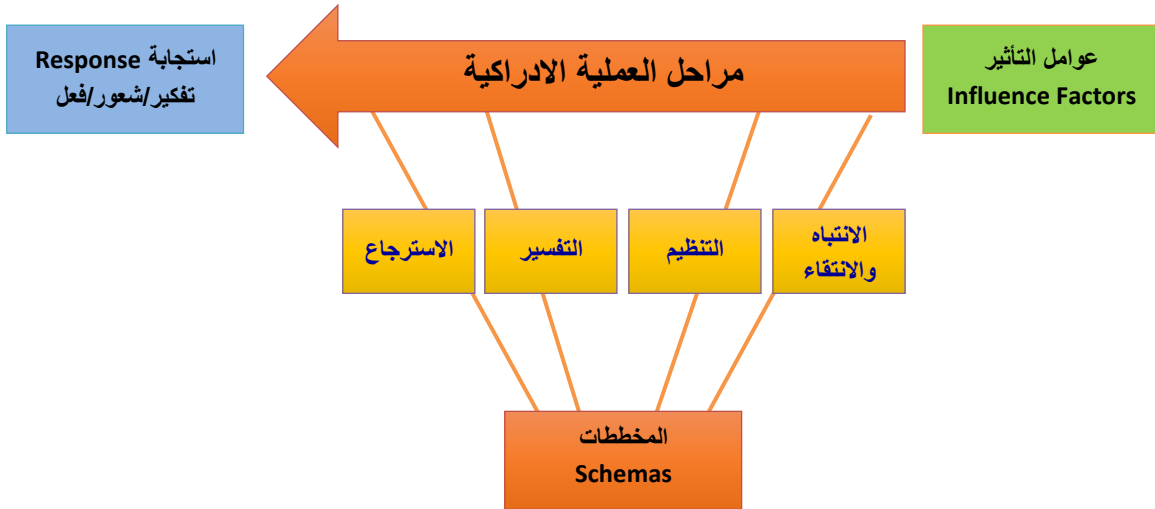 عوامل التأثير
Influence Factors
مراحل العملية الادراكية
استجابة Response
تفكير/شعور/فعل
الانتباه
والانتقاء
التنظيم
التفسير
الاسترجاع
المخططات
Schemas